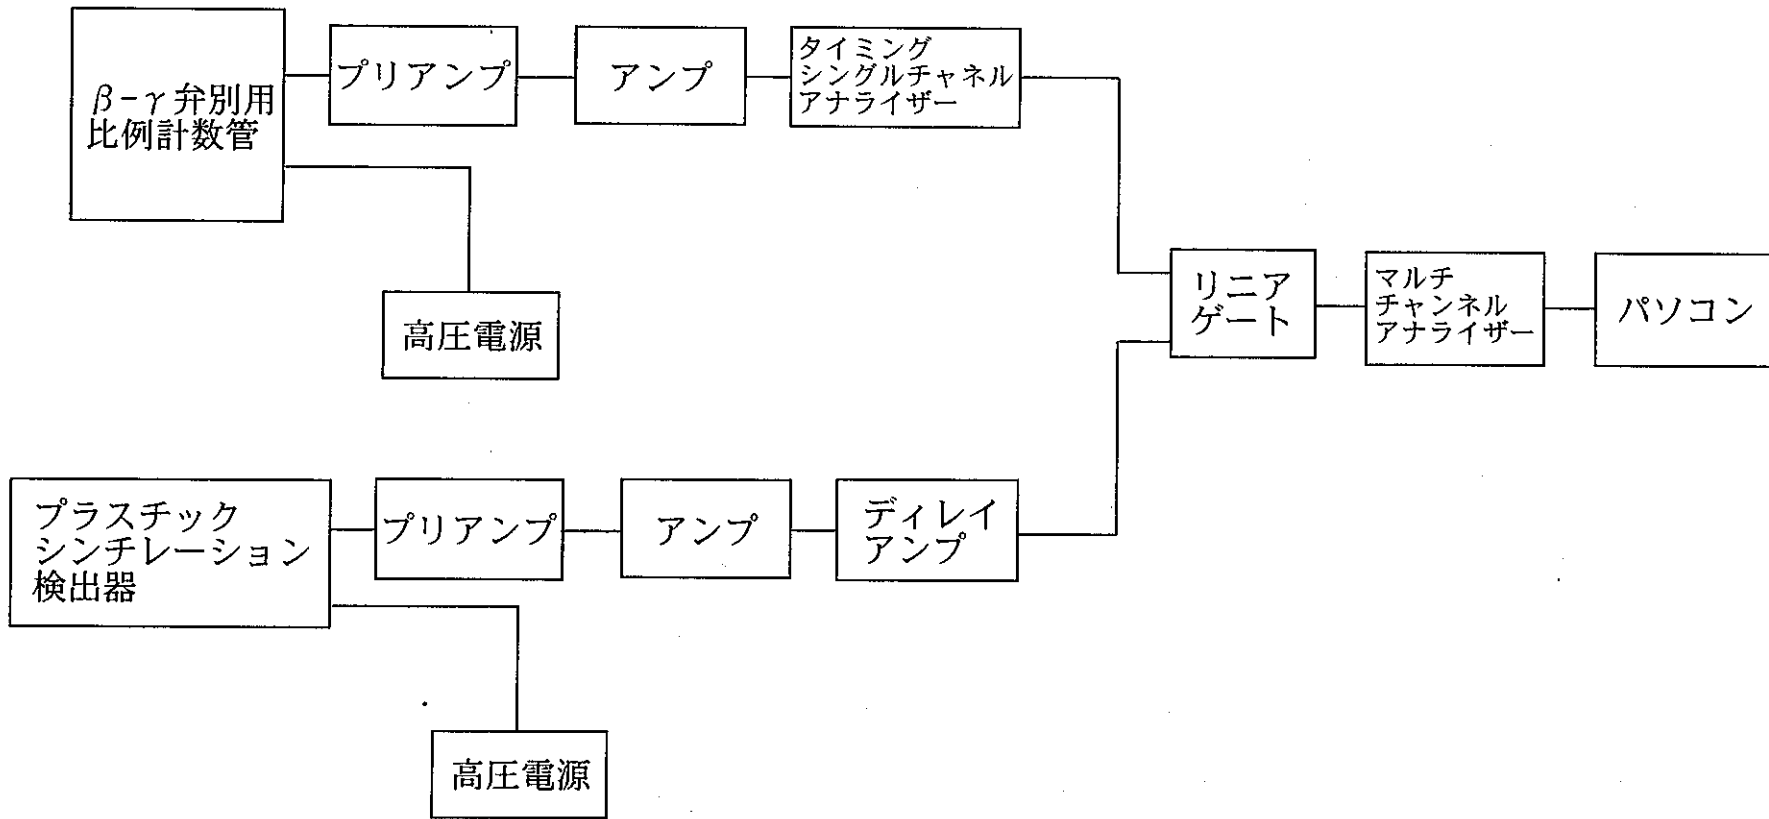 β-γ弁別用
比例計数管
プリアンプ
アンプ
タイミング
シングルチャネル
アナライザー
高圧電源
リニア
ゲート
マルチ
チャンネル
アナライザー
パソコン
プラスチック
シンチレーション
検出器
プリアンプ
アンプ
ディレイ
アンプ
高圧電源